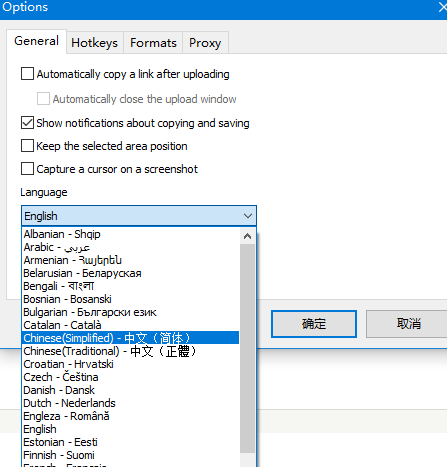 Options
General Hotkeys Formats Proxy
Automatically copy a link after uploading
Automatically close the upload window
Show notifications about copying and saving
Keep the selected area position
Capture a cursor on a screenshot
Language
English
Albanian - Shqip
Arabic - عربي
Armenian - Հայերեն
Belarusian - Беларуская
Bengali - বাংলা
Bosnian - Bosanski
Bulgarian - Български език
Catalan - Català
Chinese(Simplified) - 中文（简体）
Chinese(Traditional) - 中文（正體）
Croatian - Hrvatski
Czech - Čeština
Danish - Dansk
Dutch - Nederlands
Engleza - Română
English
Estonian - Eesti
Finnish - Suomi
French - Français
确定 取消